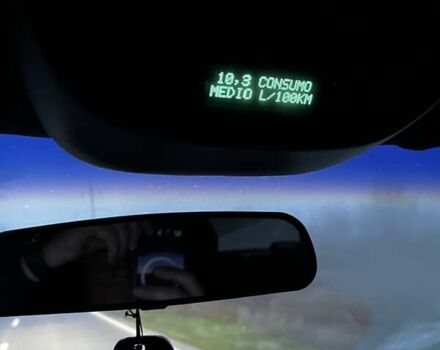 10,3 CONSUMO
MEDIO L/100KM